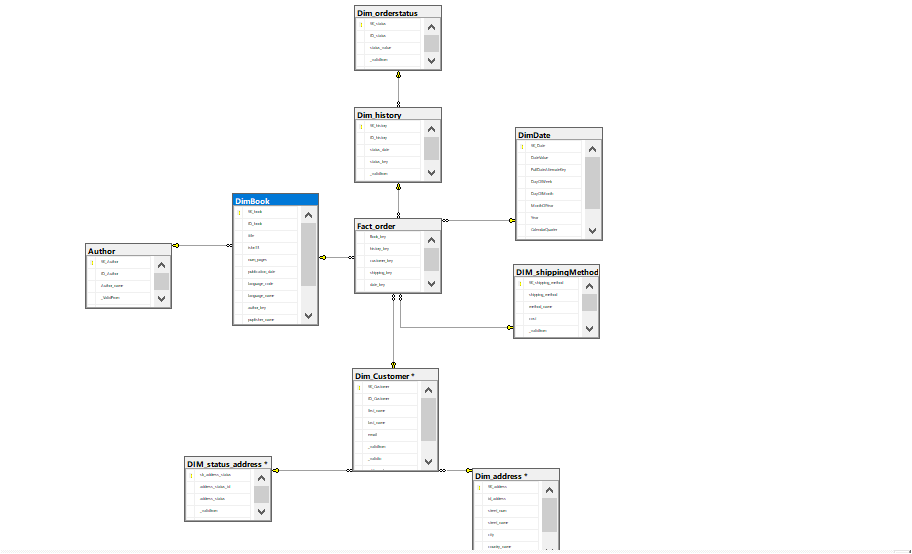 Dim_orderstatus
SK_status
ID_status
status_value
_validfrom
Dim_history
SK_history
ID_history
status_date
status_key
_validfrom
DimDate
SK_Date
DateValue
FullDateAlternateKey
DayOfWeek
DayOfMonth
MonthOfYear
Year
CalendarQuarter
DimBook
SK_book
ID_book
title
isbn13
num_pages
publication_date
language_code
language_name
author_key
publisher_name
Fact_order
Book_key
history_key
customer_key
shipping_key
date_key
Author
SK_Author
ID_Author
Author_name
_ValidFrom
DIM_shippingMethod
SK_shipping_method
shipping_method
method_name
cost
_validfrom
Dim_Customer *
SK_Customer
ID_Customer
first_name
last_name
email
_validfrom
_validto
DIM_status_address *
sk_address_status
address_status_id
address_status
_validfrom
Dim_address *
SK_address
id_address
street_num
street_name
city
country_name